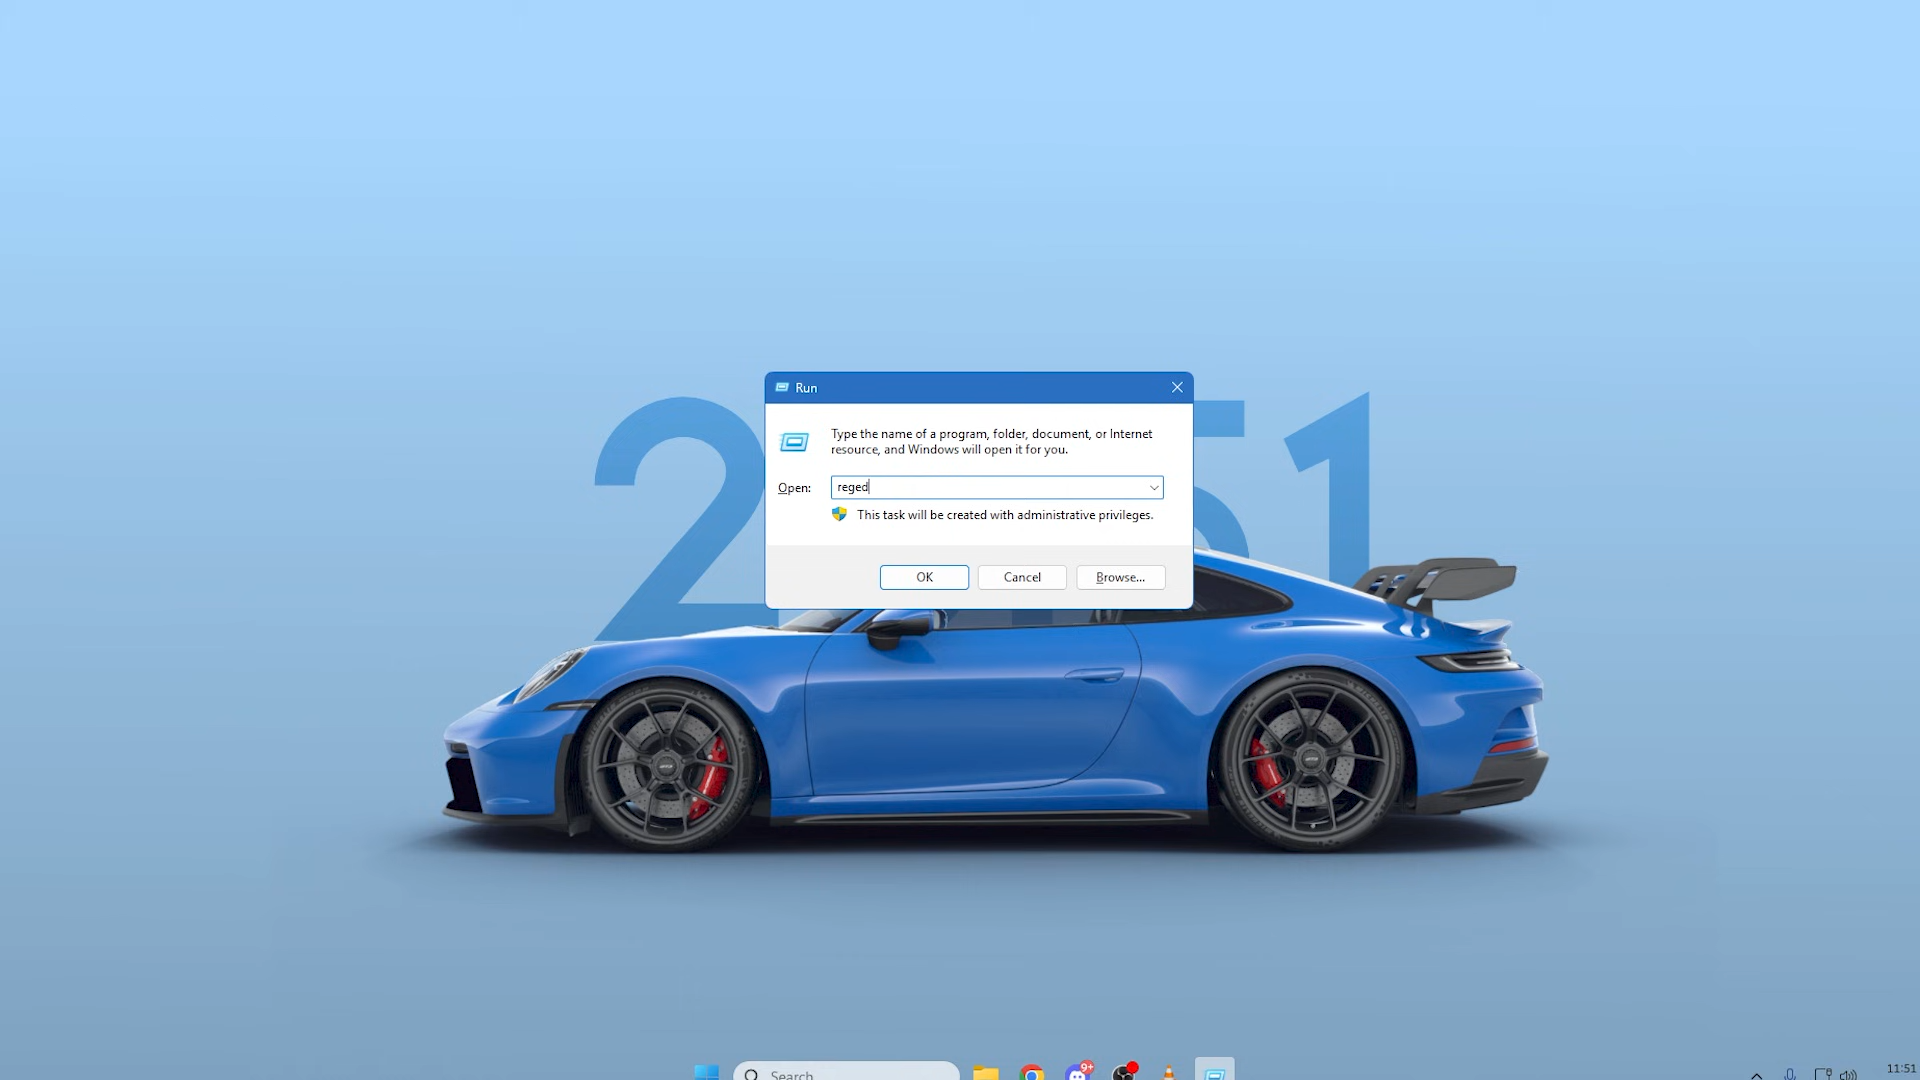 Run
Type the name of a program, folder, document, or Internet
resource, and Windows will open it for you.
Open:
reged
This task will be created with administrative privileges.
OK
Cancel
Browse...
Search
9+
11:51